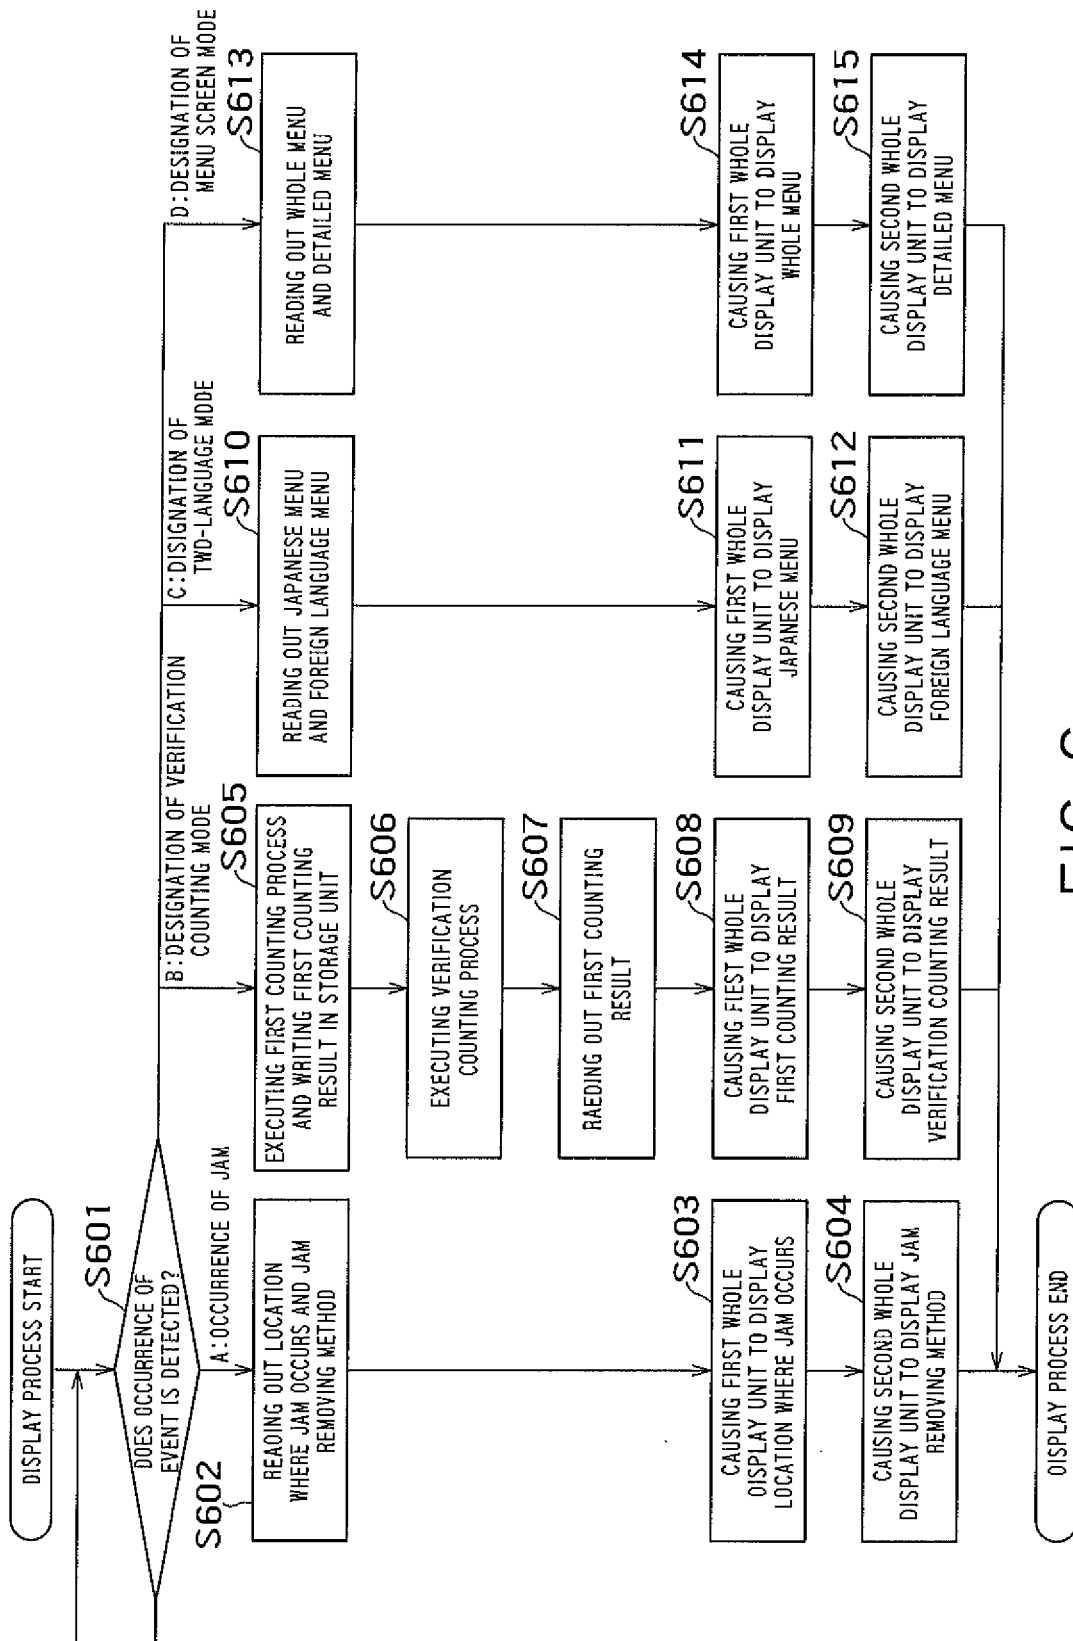 DISPLAY PROCESS START
S601
DOES OCCURRENCE OF
EVENT IS DETECTED?
A:OCCURRENCE OF JAM
S602
READING OUT LOCATION
WHERE JAM OCCURS AND JAM
REMOVING METHOD
S603
CAUSING FIRST WHOLE
DISPLAY UNIT TO DISPLAY
LOCATION WHERE JAM OCCURS
S604
CAUSING SECOND WHOLE
DISPLAY UNIT TO DISPLAY JAM
REMOVING METHOD
B:DESIGNATION OF VERIFICATION
COUNTING MODE
S605
EXECUTING FIRST COUNTING PROCESS
AND WRITING FIRST COUNTING
RESULT IN STORAGE UNIT
S606
EXECUTING VERIFICATION
COUNTING PROCESS
S607
RAEDING OUT FIRST COUNTING
RESULT
S608
CAUSING FIEST WHOLE
DISPLAY UNIT TO DISPLAY
FIRST COUNTING RESULT
S609
CAUSING SECOND WHOLE
DISPLAY UNIT TO DISPLAY
VERIFICATION COUNTING RESULT
C:DISIGNATION OF
TWO-LANGUAGE MODE
S610
READING OUT JAPANESE MENU
AND FOREIGN LANGUAGE MENU
S611
CAUSING FIRST WHOLE
DISPLAY UNIT TO DISPLAY
JAPANESE MENU
S612
CAUSING SECOND WHOLE
DISPLAY UNIT TO DISPLAY
FOREIGN LANGUAGE MENU
D:DESIGNATION OF
MENU SCREEN MODE
S613
READING OUT WHOLE MENU
AND DETAILED MENU
S614
CAUSING FIRST WHOLE
DISPLAY UNIT TO DISPLAY
WHOLE MENU
S615
CAUSING SECOND WHOLE
DISPLAY UNIT TO DISPLAY
DETAILED MENU
DISPLAY PROCESS END